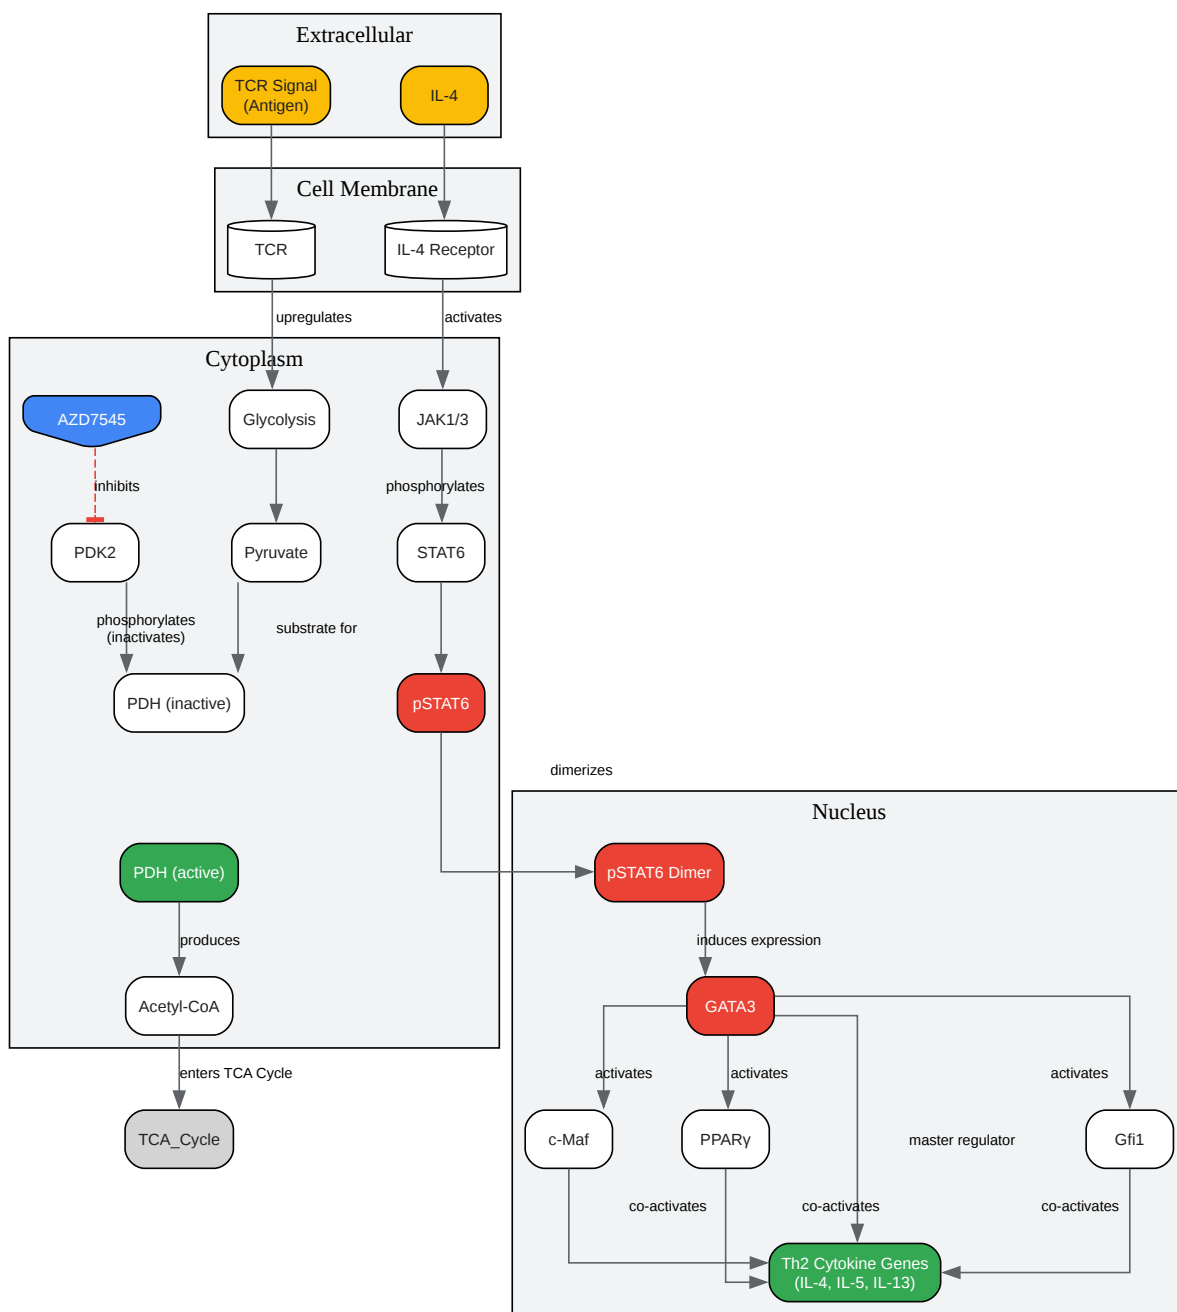 Extracellular
TCR Signal
(Antigen)
IL-4
Cell Membrane
TCR
IL-4 Receptor
upregulates
activates
Cytoplasm
AZD7545
Glycolysis
JAK1/3
inhibits
phosphorylates
PDK2
Pyruvate
STAT6
phosphorylates
(inactivates)
substrate for
PDH (inactive)
pSTAT6
dimerizes
Nucleus
PDH (active)
pSTAT6 Dimer
produces
induces expression
Acetyl-CoA
GATA3
enters TCA Cycle
activates
activates
activates
TCA_Cycle
c-Maf
PPARγ
master regulator
Gfi1
co-activates
co-activates
co-activates
Th2 Cytokine Genes
(IL-4, IL-5, IL-13)